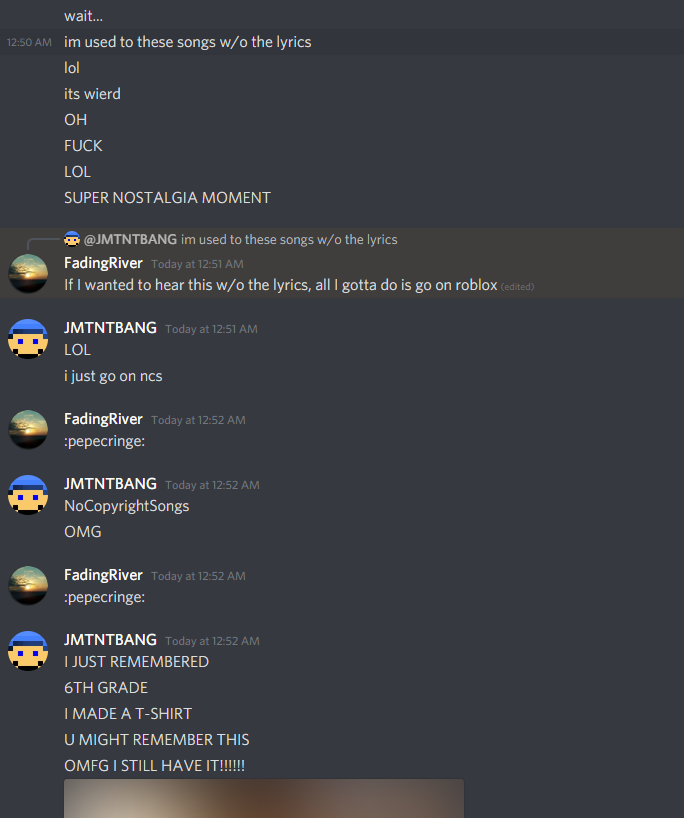 wait...
12:50 AM im used to these songs w/o the lyrics
lol
its wierd
OH
FUCK
LOL
SUPER NOSTALGIA MOMENT
@JMTNTBANG im used to these songs w/o the lyrics
FadingRiver Today at 12:51 AM
If I wanted to hear this w/o the lyrics, all I gotta do is go on roblox (edited)
JMTNTBANG Today at 12:51 AM
LOL
i just go on ncs
FadingRiver Today at 12:52 AM
:pepecringe:
JMTNTBANG Today at 12:52 AM
NoCopyrightSongs
OMG
FadingRiver Today at 12:52 AM
:pepecringe:
JMTNTBANG Today at 12:52 AM
I JUST REMEMBERED
6TH GRADE
I MADE A T-SHIRT
U MIGHT REMEMBER THIS
OMFG I STILL HAVE IT!!!!!!